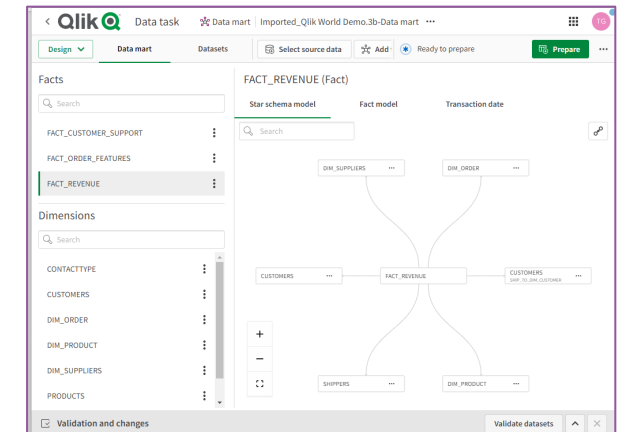 Qlik Data task Data mart Imported_Qlik World Demo.3b-Data mart ••• TG
Design Data mart Datasets Select source data Add Ready to prepare Prepare •••
Facts
Search
FACT_CUSTOMER_SUPPORT
FACT_ORDER_FEATURES
FACT_REVENUE
Dimensions
Search
CONTACTTYPE
CUSTOMERS
DIM_ORDER
DIM_PRODUCT
DIM_SUPPLIERS
PRODUCTS
FACT_REVENUE (Fact)
Star schema model Fact model Transaction date
Search
DIM_SUPPLIERS ••• DIM_ORDER •••
CUSTOMERS ••• FACT_REVENUE CUSTOMERS •••
SHIP_TO_DIM_CUSTOMER
SHIPPERS ••• DIM_PRODUCT •••
Validation and changes Validate datasets